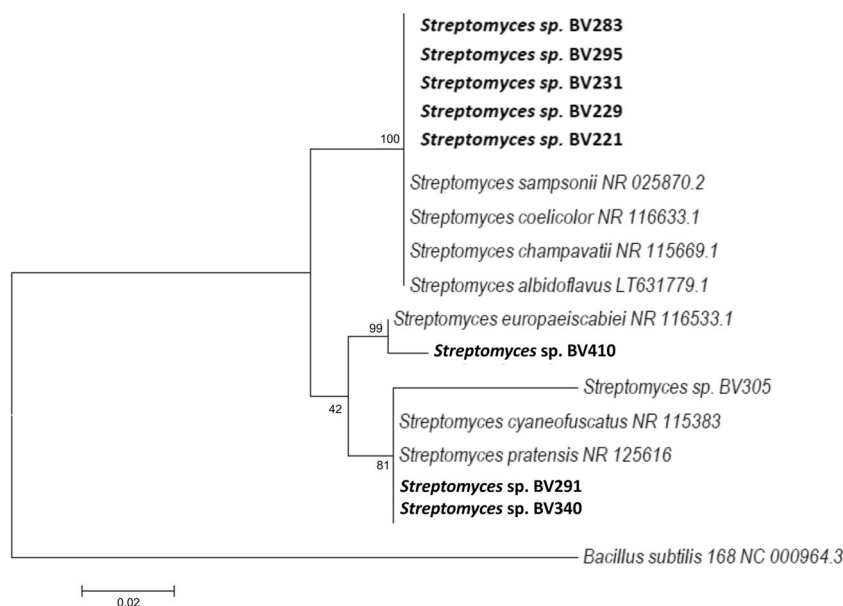 Streptomyces sp. BV283
Streptomyces sp. BV295
Streptomyces sp. BV231
Streptomyces sp. BV229
Streptomyces sp. BV221
100
Streptomyces sampsonii NR 025870.2
Streptomyces coelicolor NR 116633.1
Streptomyces champavatii NR 115669.1
Streptomyces albidoflavus LT631779.1
Streptomyces europaeiscabiei NR 116533.1
99
Streptomyces sp. BV410
Streptomyces sp. BV305
42
Streptomyces cyaneofuscatus NR 115383
Streptomyces pratensis NR 125616
81
Streptomyces sp. BV291
Streptomyces sp. BV340
Bacillus subtilis 168 NC 000964.3
0.02